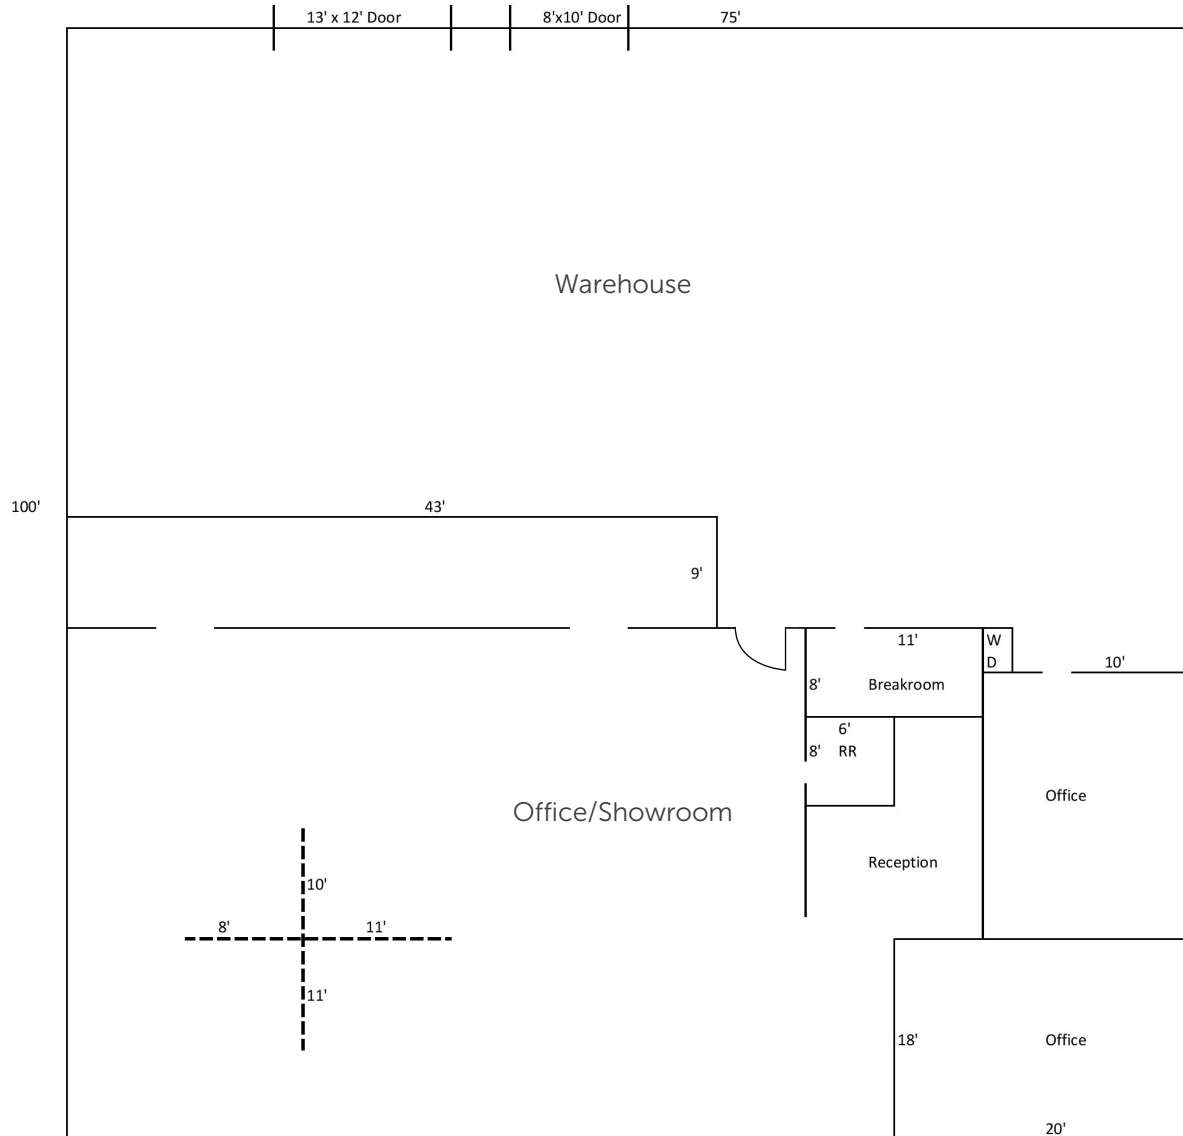 13' x 12' Door
8'x10' Door
75'
Warehouse
100'
43'
9'
11'
W
D
10'
8'
Breakroom
6'
8'
RR
Office
Office/Showroom
Reception
10'
8'
11'
11'
18'
Office
20'